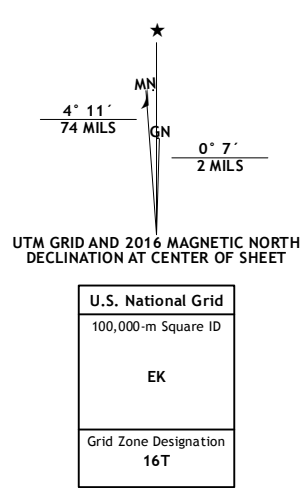 ★
MN
4° 11´
74 MILS
GN
0° 7´
2 MILS
UTM GRID AND 2016 MAGNETIC NORTH
DECLINATION AT CENTER OF SHEET
U.S. National Grid
100,000-m Square ID
EK
Grid Zone Designation
16T